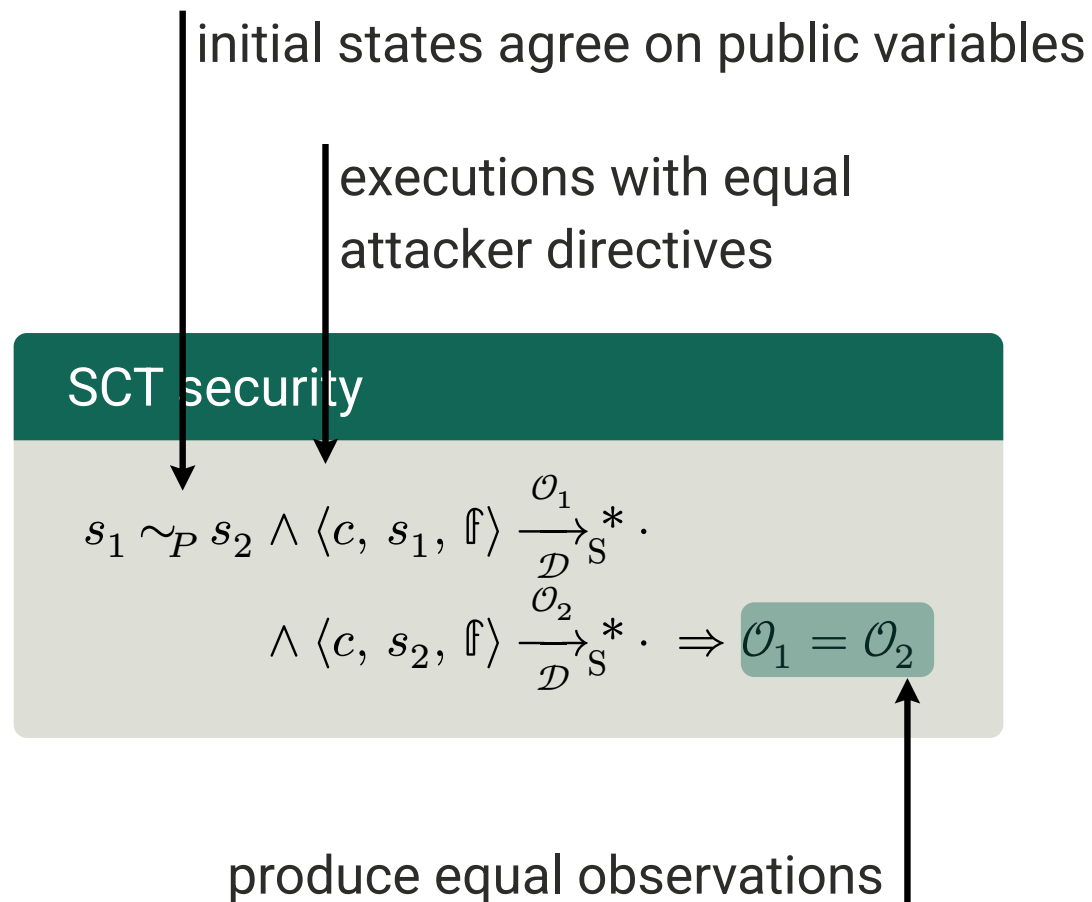 initial states agree on public variables
executions with equal
attacker directives
SCT security
s₁ ∼_P s₂ ∧ ⟨c, s₁, 𝕗⟩ —𝒪₁→_𝒟 S* ·
∧ ⟨c, s₂, 𝕗⟩ —𝒪₂→_𝒟 S* · ⇒ 𝒪₁ = 𝒪₂
produce equal observations